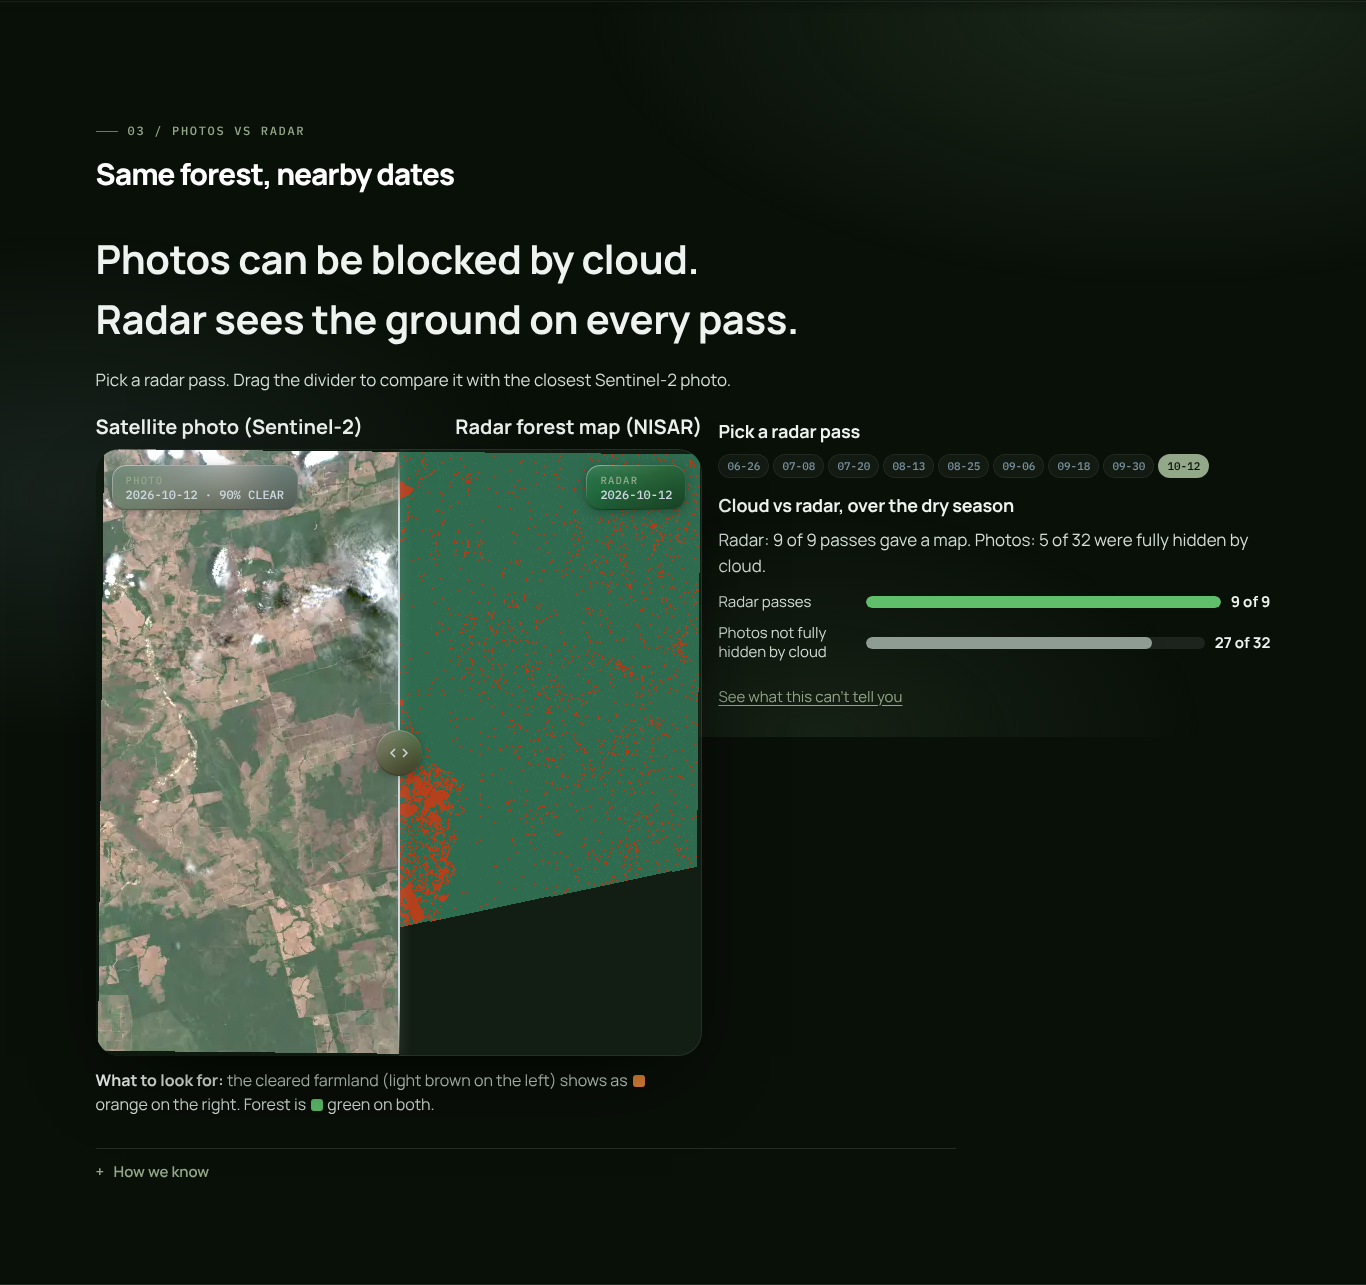 03 / PHOTOS VS RADAR
Same forest, nearby dates
Photos can be blocked by cloud.
Radar sees the ground on every pass.
Pick a radar pass. Drag the divider to compare it with the closest Sentinel-2 photo.
Satellite photo (Sentinel-2)
Radar forest map (NISAR)
PHOTO
2026-10-12 · 90% CLEAR
RADAR
2026-10-12
Pick a radar pass
06-26 07-08 07-20 08-13 08-25 09-06 09-18 09-30 10-12
Cloud vs radar, over the dry season
Radar: 9 of 9 passes gave a map. Photos: 5 of 32 were fully hidden by
cloud.
Radar passes 9 of 9
Photos not fully
hidden by cloud 27 of 32
See what this can't tell you
What to look for: the cleared farmland (light brown on the left) shows as
orange on the right. Forest is green on both.
+ How we know